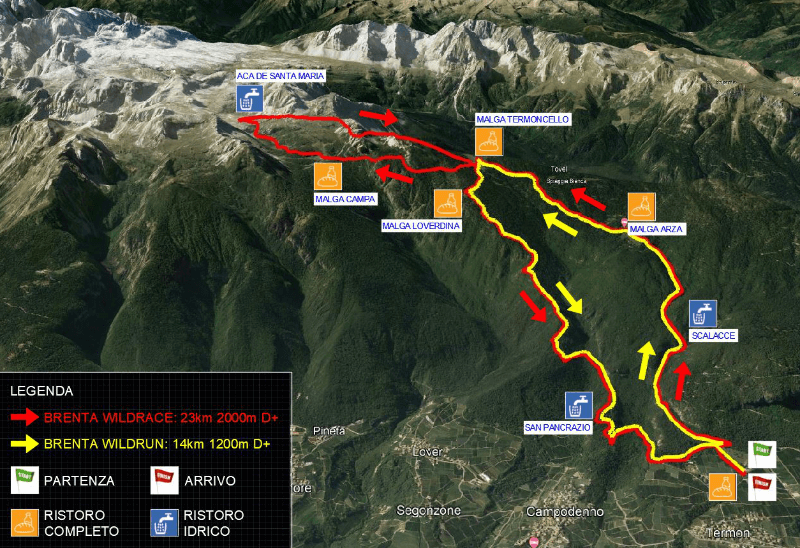 ACA DE SANTA MARIA
MALGA TERMONCELLO
Tovel
Spiaggia Bianca
MALGA CAMPA
MALGA LOVERDINA
MALGA ARZA
SCALACCE
SAN PANCRAZIO
START
FINISH
Pineta
Lover
Segonzone
Campodenno
Termon
LEGENDA
BRENTA WILDRACE: 23km 2000m D+
BRENTA WILDRUN: 14km 1200m D+
START
PARTENZA
FINISH
ARRIVO
RISTORO
COMPLETO
RISTORO
IDRICO